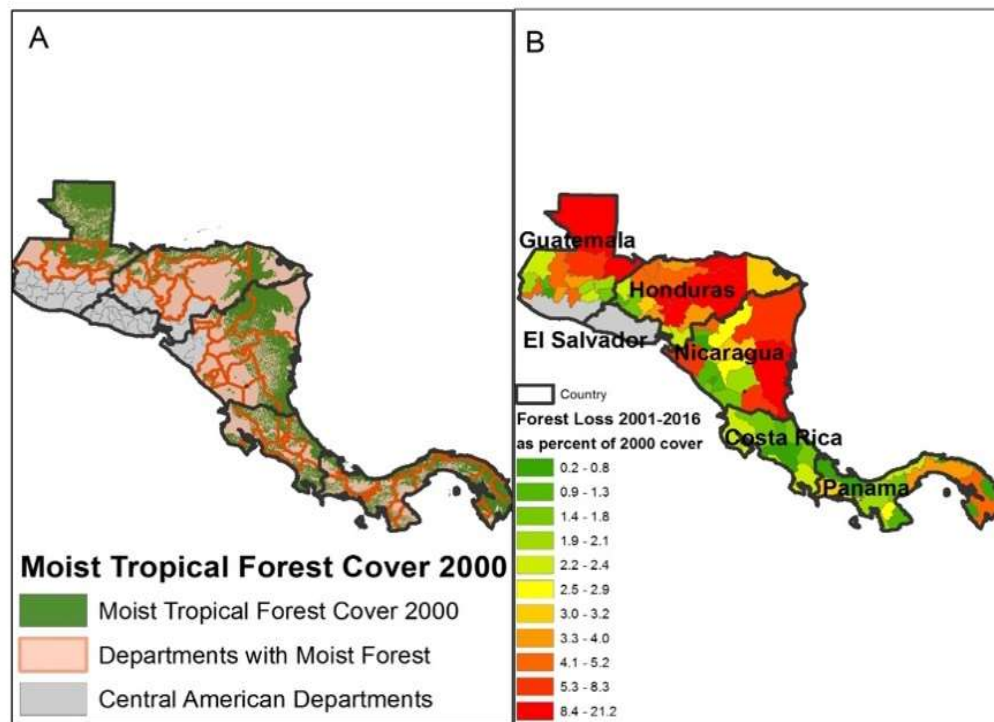 A
Moist Tropical Forest Cover 2000
Moist Tropical Forest Cover 2000
Departments with Moist Forest
Central American Departments
B
Guatemala
Honduras
El Salvador
Nicaragua
Costa Rica
Panama
Country
Forest Loss 2001-2016
as percent of 2000 cover
0.2 - 0.8
0.9 - 1.3
1.4 - 1.8
1.9 - 2.1
2.2 - 2.4
2.5 - 2.9
3.0 - 3.2
3.3 - 4.0
4.1 - 5.2
5.3 - 8.3
8.4 - 21.2